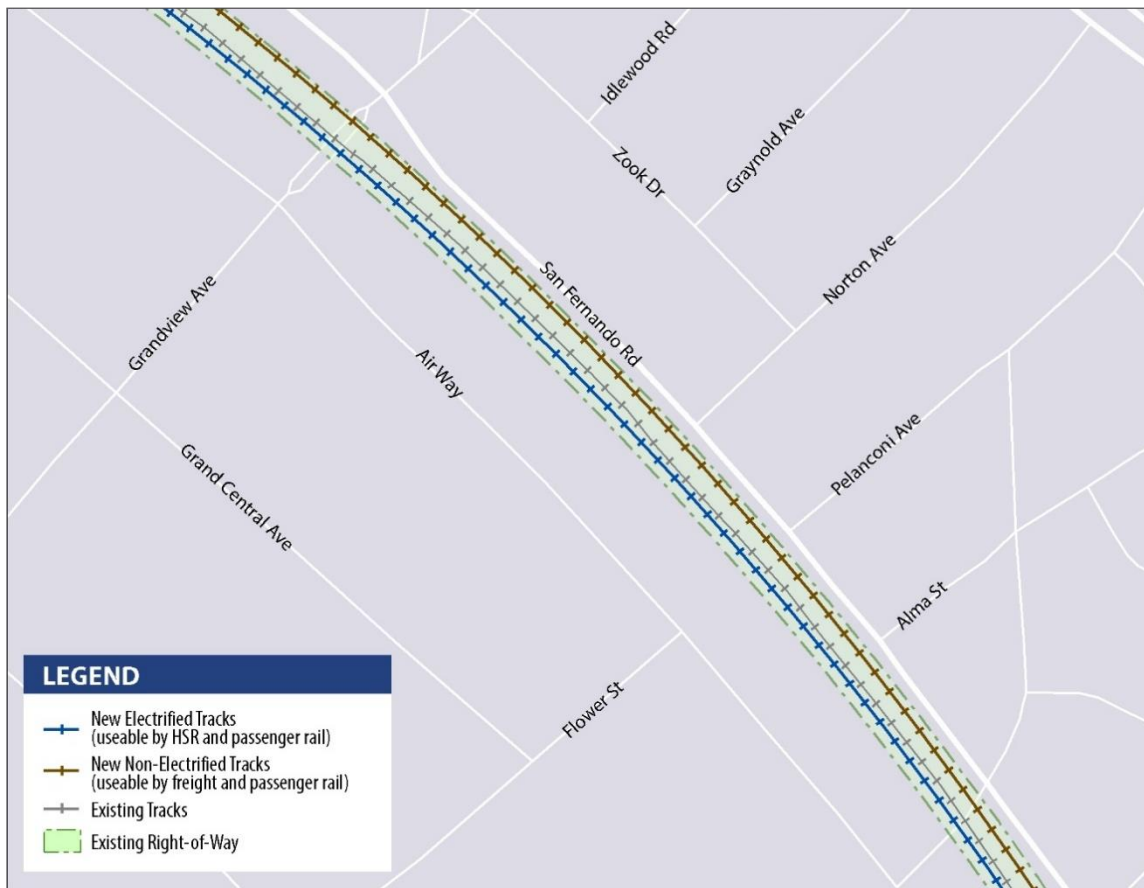 Idlewood Rd
Graynold Ave
Zook Dr
Norton Ave
San Fernando Rd
Grandview Ave
Air Way
Pelanconi Ave
Grand Central Ave
Alma St
Flower St
LEGEND
New Electrified Tracks
(useable by HSR and passenger rail)
New Non-Electrified Tracks
(useable by freight and passenger rail)
Existing Tracks
Existing Right-of-Way